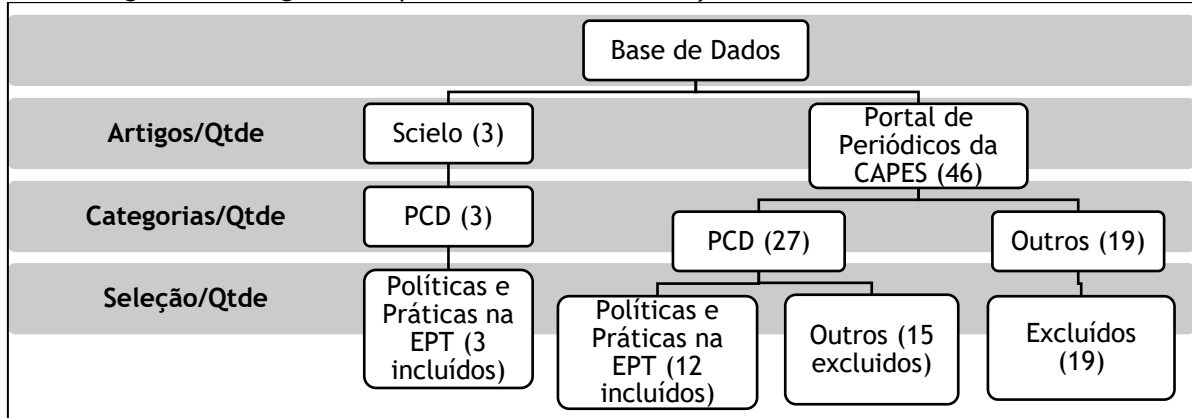 Base de Dados
Artigos/Qtde
Scielo (3)
Portal de
Periódicos da
CAPES (46)
Categorias/Qtde
PCD (3)
PCD (27)
Outros (19)
Seleção/Qtde
Políticas e
Práticas na
EPT (3
incluídos)
Políticas e
Práticas na
EPT (12
incluídos)
Outros (15
excluidos)
Excluídos
(19)